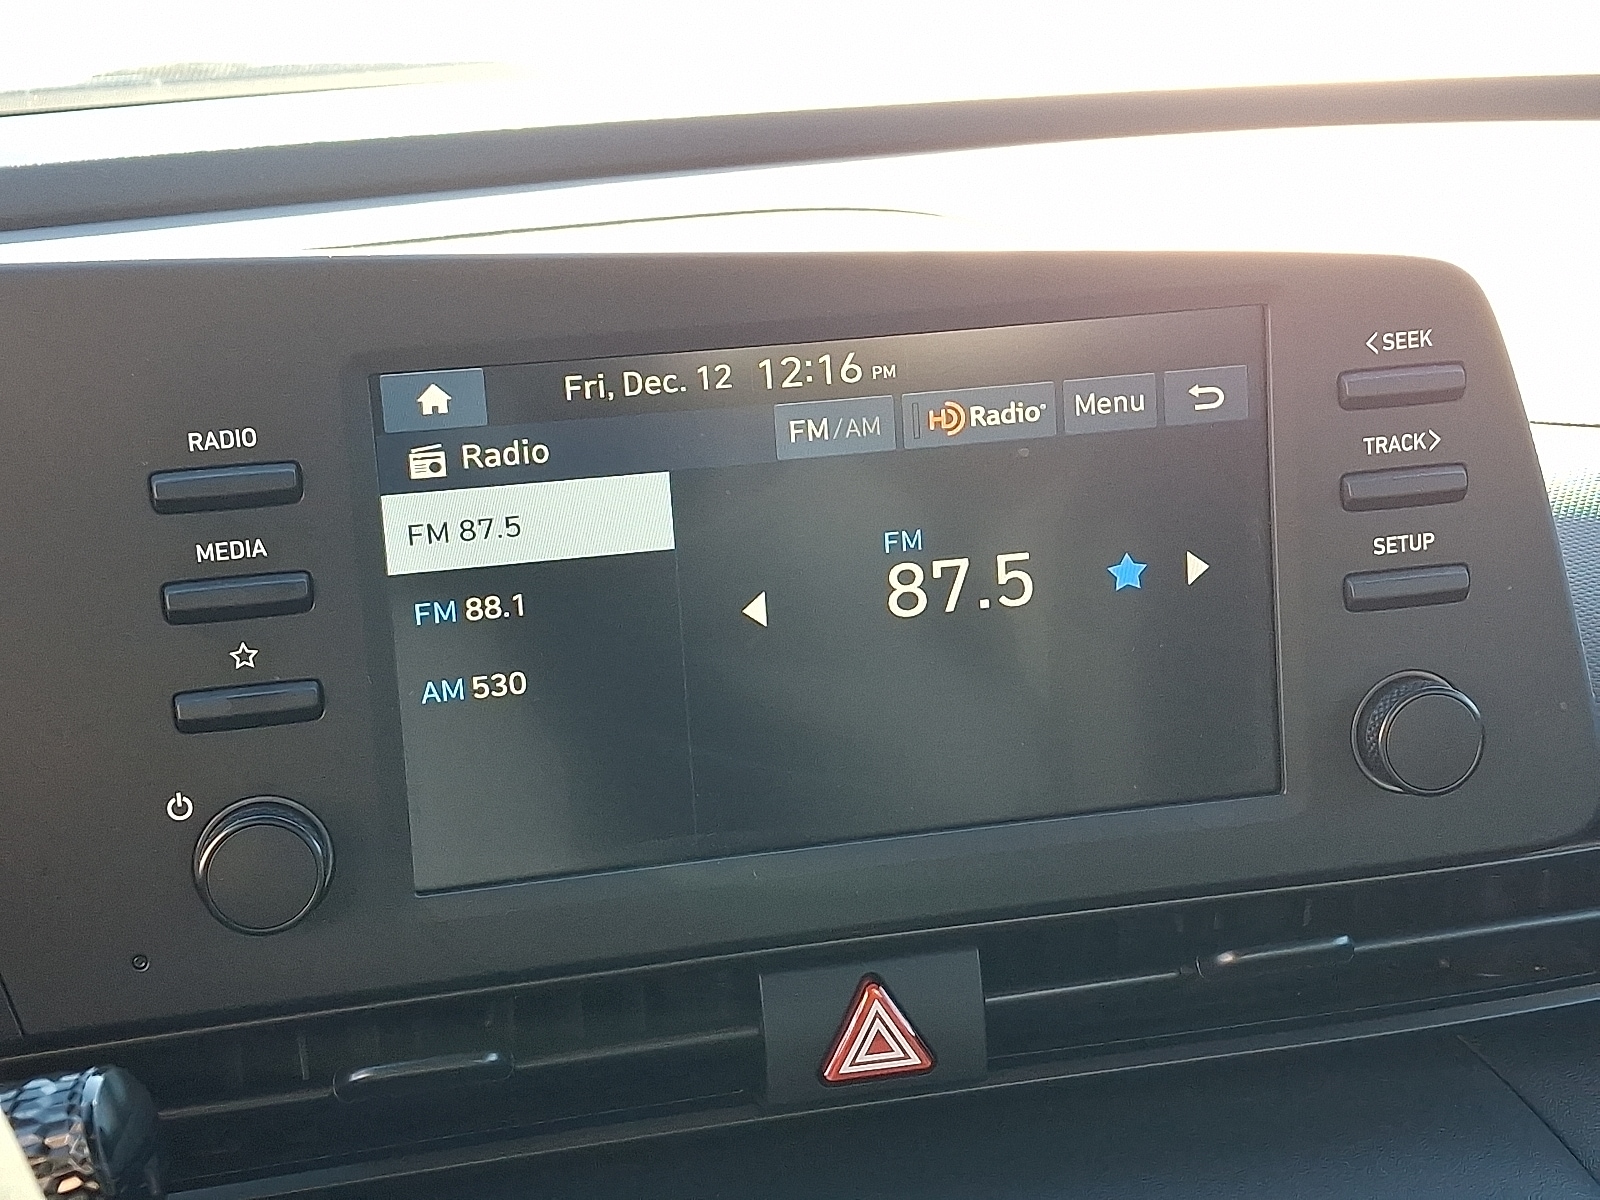 Fri, Dec. 12 12:16 PM
FM/AM HD Radio® Menu
Radio
FM 87.5
FM 88.1
AM 530
FM
87.5
RADIO
MEDIA
<SEEK
TRACK>
SETUP